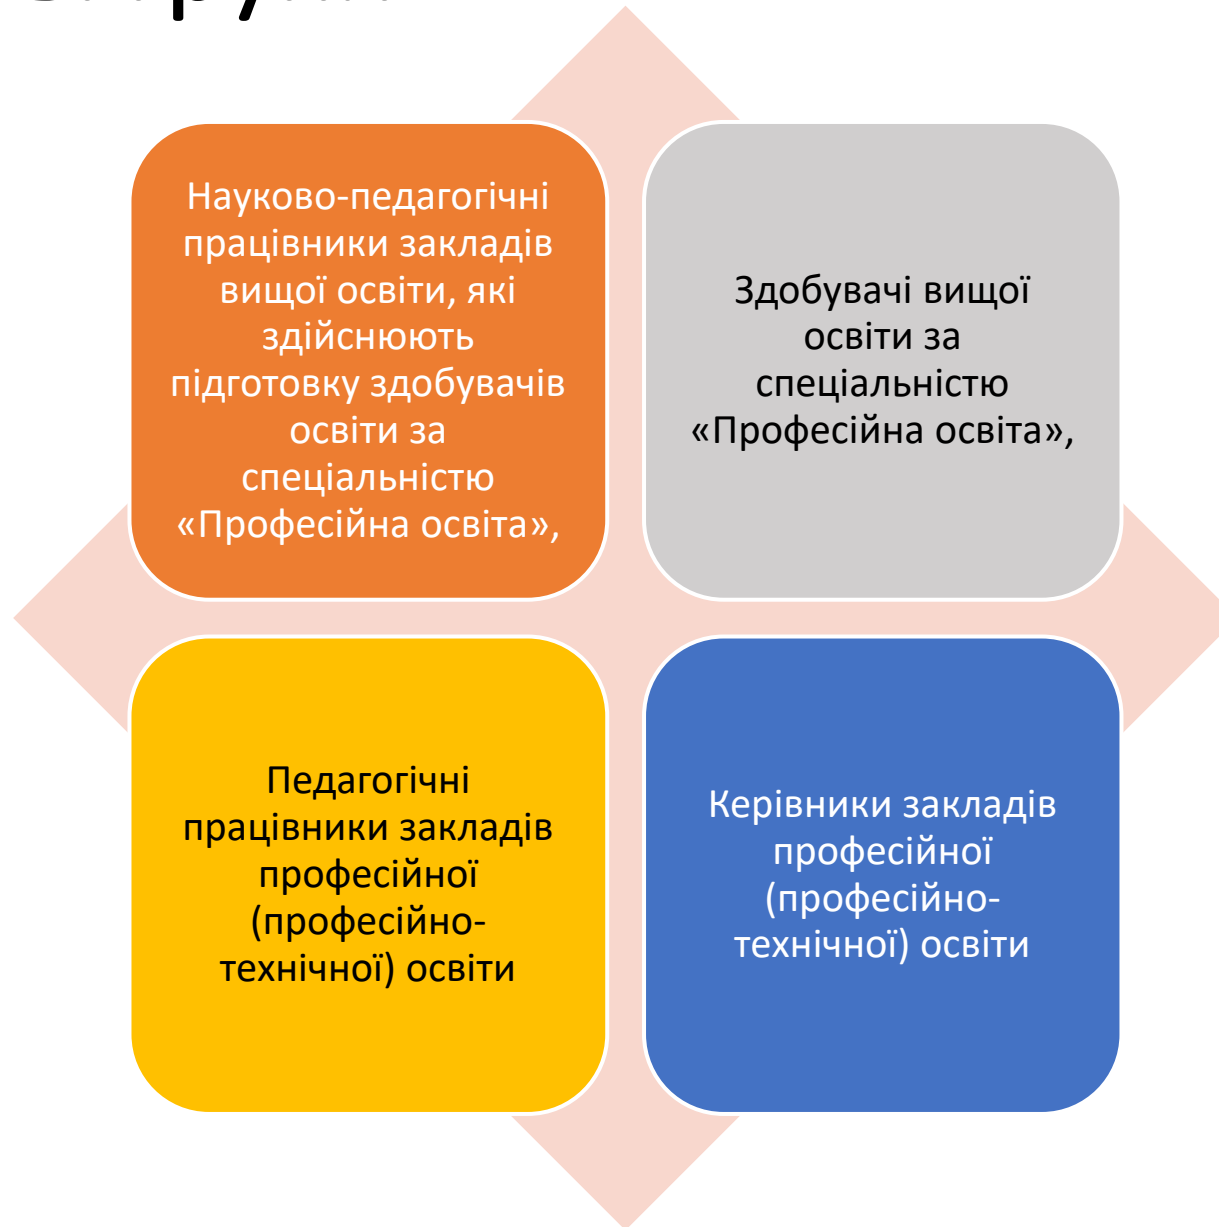 Науково-педагогічні
працівники закладів
вищої освіти, які
здійснюють
підготовку здобувачів
освіти за
спеціальністю
«Професійна освіта»,
Здобувачі вищої
освіти за
спеціальністю
«Професійна освіта»,
Педагогічні
працівники закладів
професійної
(професійно-
технічної) освіти
Керівники закладів
професійної
(професійно-
технічної) освіти